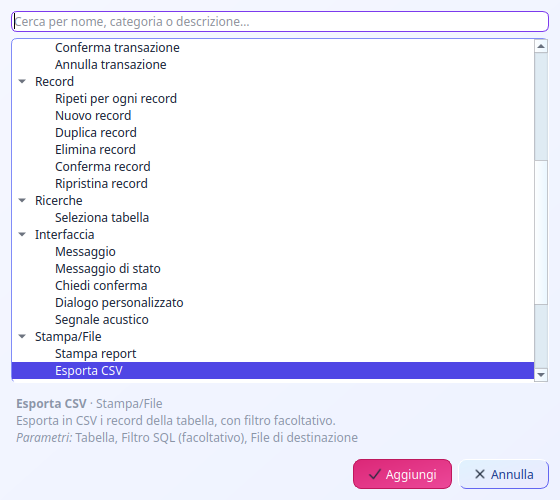 Cerca per nome, categoria o descrizione...
Conferma transazione
Annulla transazione
Record
Ripeti per ogni record
Nuovo record
Duplica record
Elimina record
Conferma record
Ripristina record
Ricerche
Seleziona tabella
Interfaccia
Messaggio
Messaggio di stato
Chiedi conferma
Dialogo personalizzato
Segnale acustico
Stampa/File
Stampa report
Esporta CSV
Esporta CSV · Stampa/File
Esporta in CSV i record della tabella, con filtro facoltativo.
Parametri: Tabella, Filtro SQL (facoltativo), File di destinazione
Aggiungi
Annulla